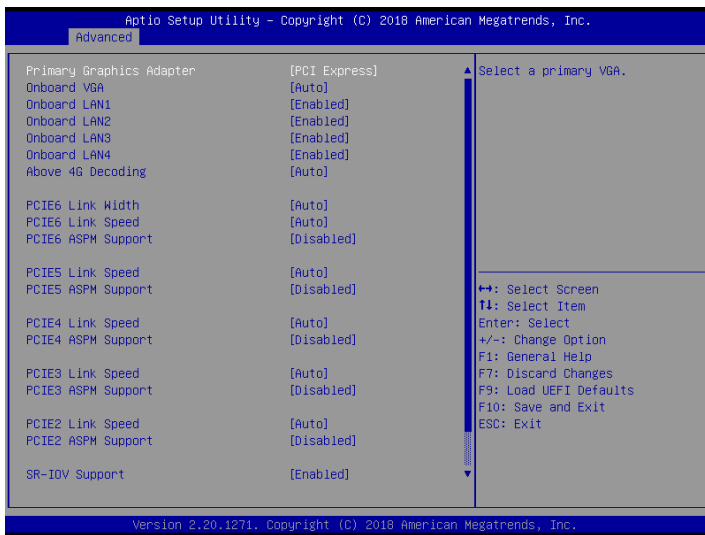 Aptio Setup Utility – Copyright (C) 2018 American Megatrends, Inc.
Advanced
Primary Graphics Adapter [PCI Express]
Onboard VGA [Auto]
Onboard LAN1 [Enabled]
Onboard LAN2 [Enabled]
Onboard LAN3 [Enabled]
Onboard LAN4 [Enabled]
Above 4G Decoding [Auto]
PCIE6 Link Width [Auto]
PCIE6 Link Speed [Auto]
PCIE6 ASPM Support [Disabled]
PCIE5 Link Speed [Auto]
PCIE5 ASPM Support [Disabled]
PCIE4 Link Speed [Auto]
PCIE4 ASPM Support [Disabled]
PCIE3 Link Speed [Auto]
PCIE3 ASPM Support [Disabled]
PCIE2 Link Speed [Auto]
PCIE2 ASPM Support [Disabled]
SR-IOV Support [Enabled]
Select a primary VGA.
↔: Select Screen
↑↓: Select Item
Enter: Select
+/-: Change Option
F1: General Help
F7: Discard Changes
F9: Load UEFI Defaults
F10: Save and Exit
ESC: Exit
Version 2.20.1271. Copyright (C) 2018 American Megatrends, Inc.